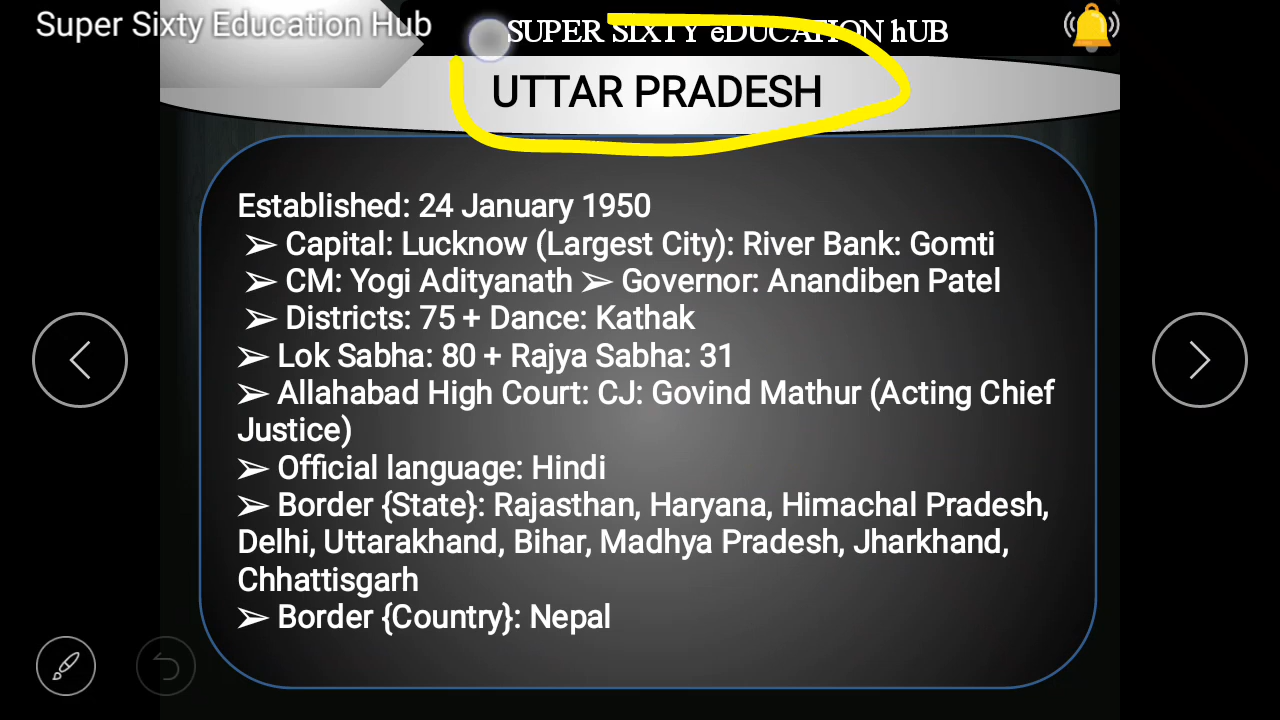 Super Sixty Education Hub
SUPER SIXTY eDUCATION hUB
UTTAR PRADESH
Established: 24 January 1950
➢ Capital: Lucknow (Largest City): River Bank: Gomti
➢ CM: Yogi Adityanath ➢ Governor: Anandiben Patel
➢ Districts: 75 + Dance: Kathak
➢ Lok Sabha: 80 + Rajya Sabha: 31
➢ Allahabad High Court: CJ: Govind Mathur (Acting Chief
Justice)
➢ Official language: Hindi
➢ Border {State}: Rajasthan, Haryana, Himachal Pradesh,
Delhi, Uttarakhand, Bihar, Madhya Pradesh, Jharkhand,
Chhattisgarh
➢ Border {Country}: Nepal